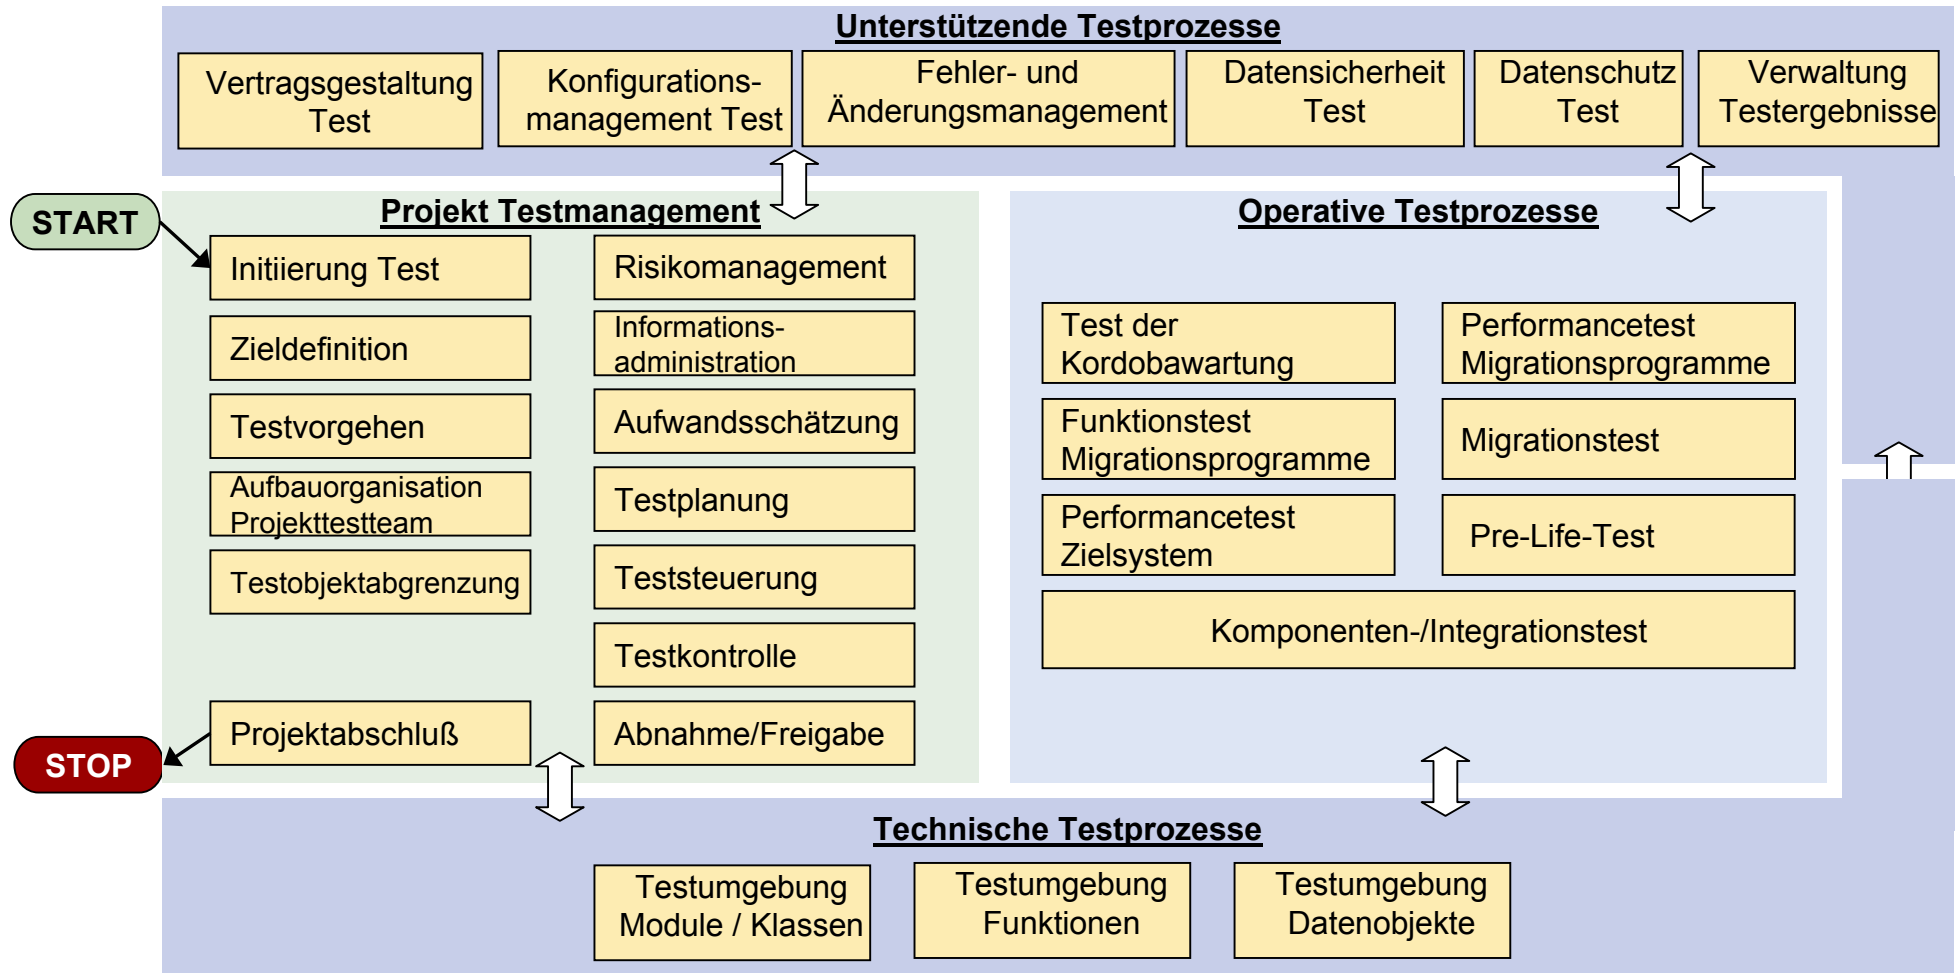 Unterstützende Testprozesse
Vertragsgestaltung
Test
Konfigurations-
management Test
Fehler- und
Änderungsmanagement
Datensicherheit
Test
Datenschutz
Test
Verwaltung
Testergebnisse
START
Projekt Testmanagement
Initiierung Test
Zieldefinition
Testvorgehen
Aufbauorganisation
Projekttestteam
Testobjektabgrenzung
Projektabschluß
STOP
Risikomanagement
Informations-
administration
Aufwandsschätzung
Testplanung
Teststeuerung
Testkontrolle
Abnahme/Freigabe
Operative Testprozesse
Test der
Kordobawartung
Performancetest
Migrationsprogramme
Funktionstest
Migrationsprogramme
Migrationstest
Performancetest
Zielsystem
Pre-Life-Test
Komponenten-/Integrationstest
Technische Testprozesse
Testumgebung
Module / Klassen
Testumgebung
Funktionen
Testumgebung
Datenobjekte